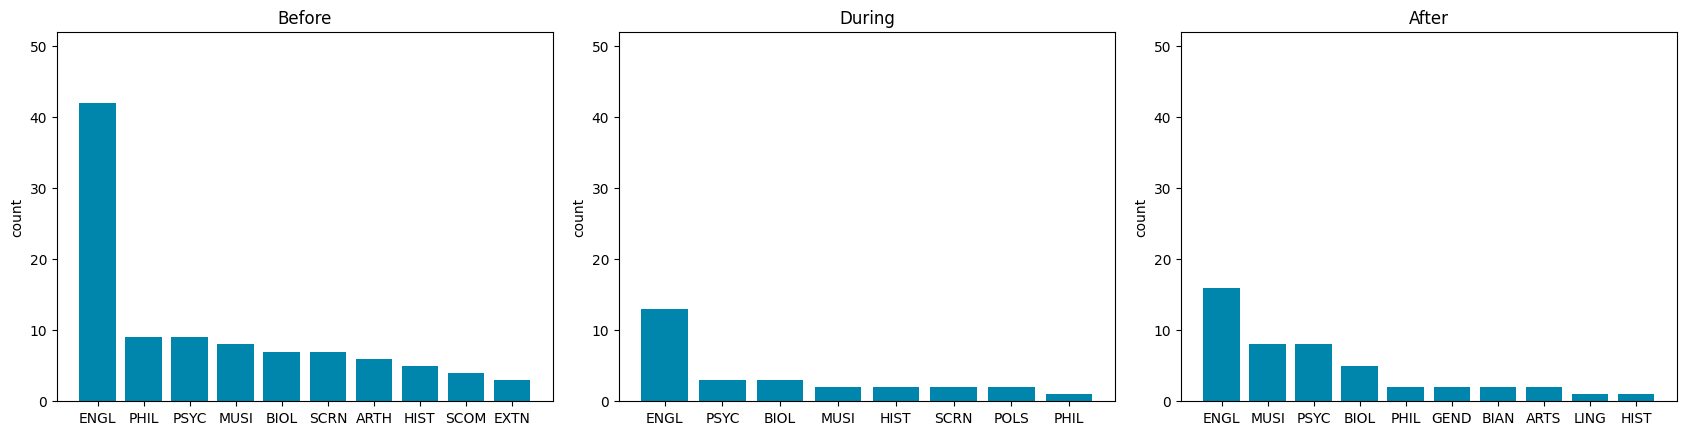 Before
50
40
30
20
10
0
count
ENGL PHIL PSYC MUSI BIOL SCRN ARTH HIST SCOM EXTN
During
50
40
30
20
10
0
count
ENGL PSYC BIOL MUSI HIST SCRN POLS PHIL
After
50
40
30
20
10
0
count
ENGL MUSI PSYC BIOL PHIL GEND BIAN ARTS LING HIST